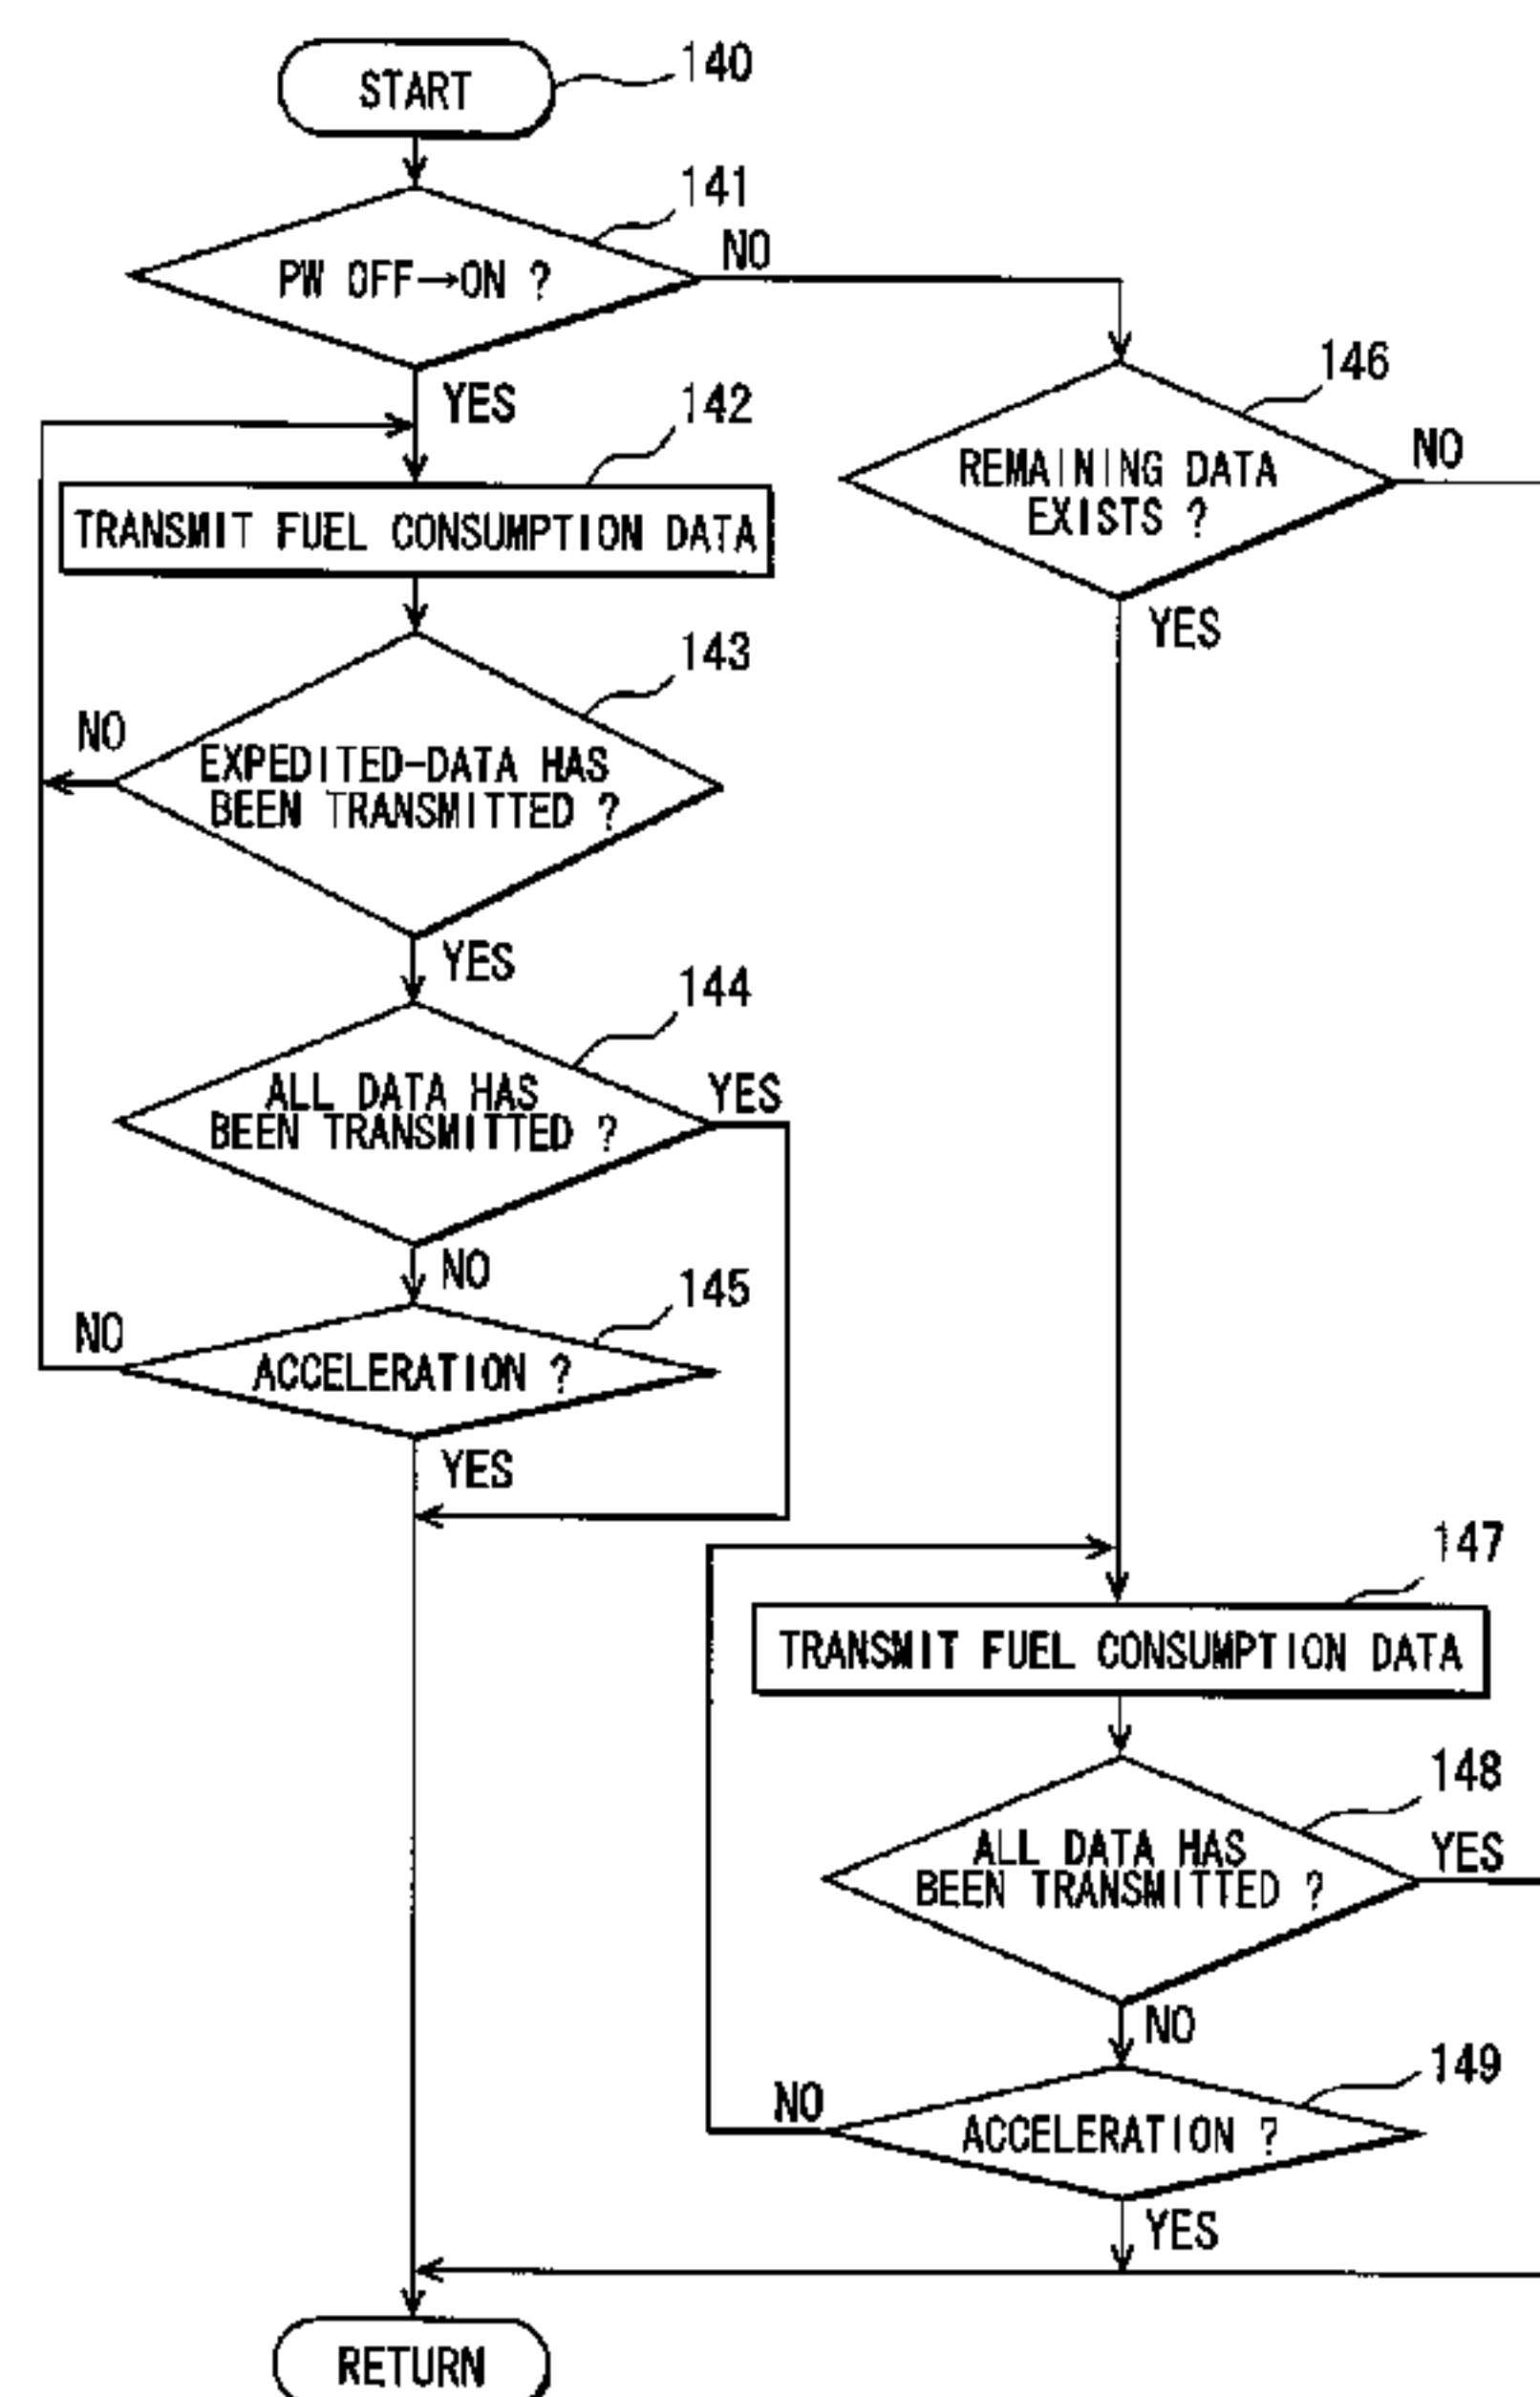 START
140
141
PW OFF→ON ?
NO
YES
142
TRANSMIT FUEL CONSUMPTION DATA
143
NO
EXPEDITED-DATA HAS
BEEN TRANSMITTED ?
YES
144
ALL DATA HAS
BEEN TRANSMITTED ?
YES
NO
145
NO
ACCELERATION ?
YES
146
REMAINING DATA
EXISTS ?
NO
YES
147
TRANSMIT FUEL CONSUMPTION DATA
148
ALL DATA HAS
BEEN TRANSMITTED ?
YES
NO
149
NO
ACCELERATION ?
YES
RETURN